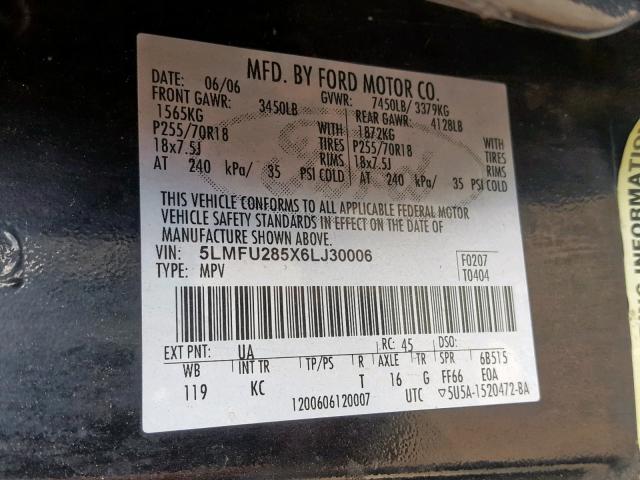 MFD. BY FORD MOTOR CO.
DATE: 06/06 GVWR: 7450LB/ 3379KG
FRONT GAWR: 3450LB REAR GAWR: 4128LB
1565KG WITH 1872KG WITH
P255/70R18 TIRES P255/70R18 TIRES
18x7.5J RIMS 18x7.5J RIMS
AT 240 kPa/ 35 PSI COLD AT 240 kPa/ 35 PSI COLD
THIS VEHICLE CONFORMS TO ALL APPLICABLE FEDERAL MOTOR
VEHICLE SAFETY STANDARDS IN EFFECT ON THE DATE OF
MANUFACTURE SHOWN ABOVE.
VIN: 5LMFU285X6LJ30006 F0207
TYPE: MPV T0404
EXT PNT: UA RC: 45 DSO:
WB INT TR TP/PS R AXLE TR SPR 6B515
119 KC T 16 G FF66 E0A
1200606120007 UTC ▽5U5A-1520472-BA
INFORMATION